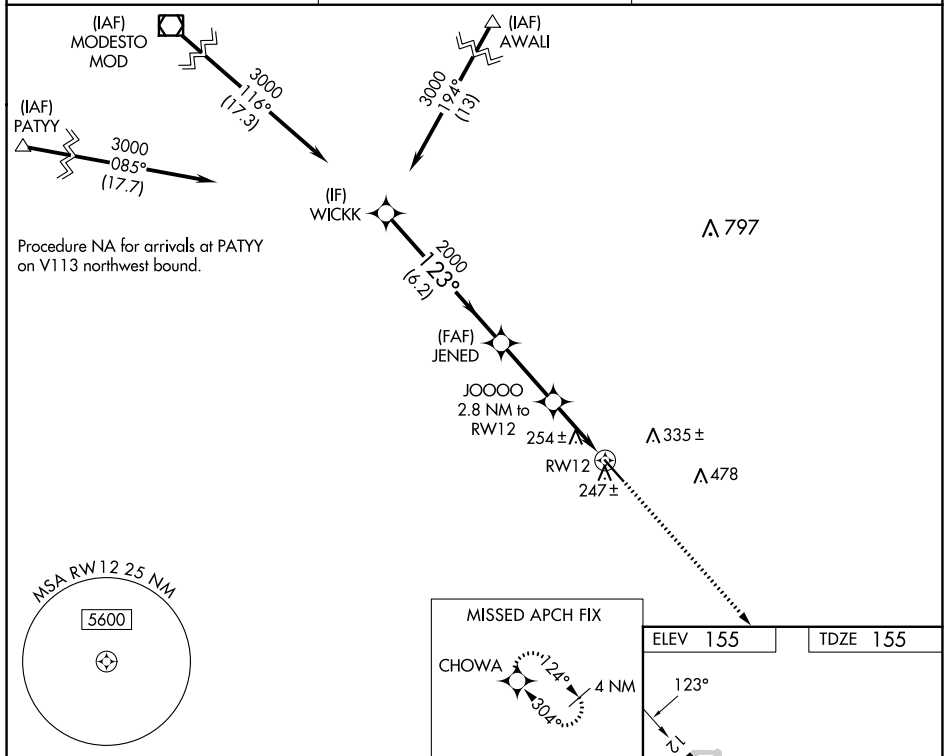 (IAF)
MODESTO
MOD
(IAF)
AWALI
3000
116°
(17.3)
3000
194°
(13)
(IAF)
PATYY
3000
085°
(17.7)
(IF)
WICKK
Procedure NA for arrivals at PATYY
on V113 northwest bound.
797
2000
123°
(6.2)
(FAF)
JENED
JOOOO
2.8 NM to
RW12
254 ±
335 ±
RW12
247 ±
478
MSA RW12 25 NM
5600
MISSED APCH FIX
CHOWA
124°
304°
4 NM
ELEV 155
TDZE 155
123°
12